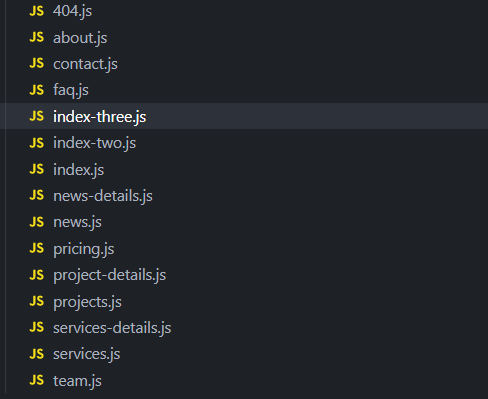 JS 404.js
JS about.js
JS contact.js
JS faq.js
JS index-three.js
JS index-two.js
JS index.js
JS news-details.js
JS news.js
JS pricing.js
JS project-details.js
JS projects.js
JS services-details.js
JS services.js
JS team.js